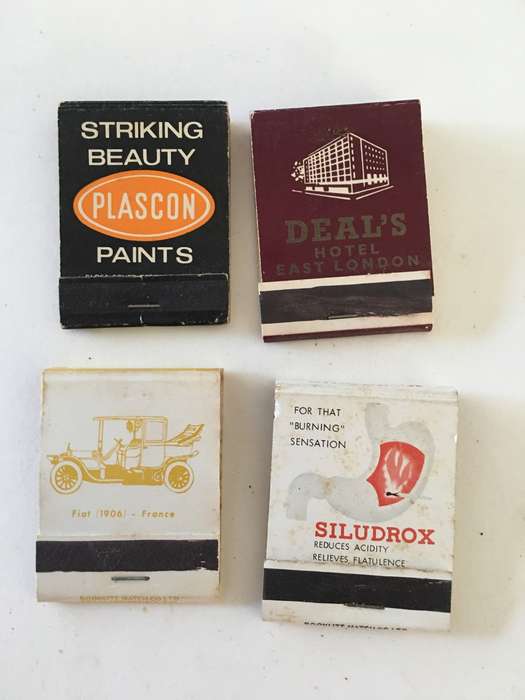 STRIKING
BEAUTY
PLASCON
PAINTS
DEAL'S
HOTEL
EAST LONDON
Fiat (1906) - France
FOR THAT
"BURNING"
SENSATION
SILUDROX
REDUCES ACIDITY
RELIEVES FLATULENCE